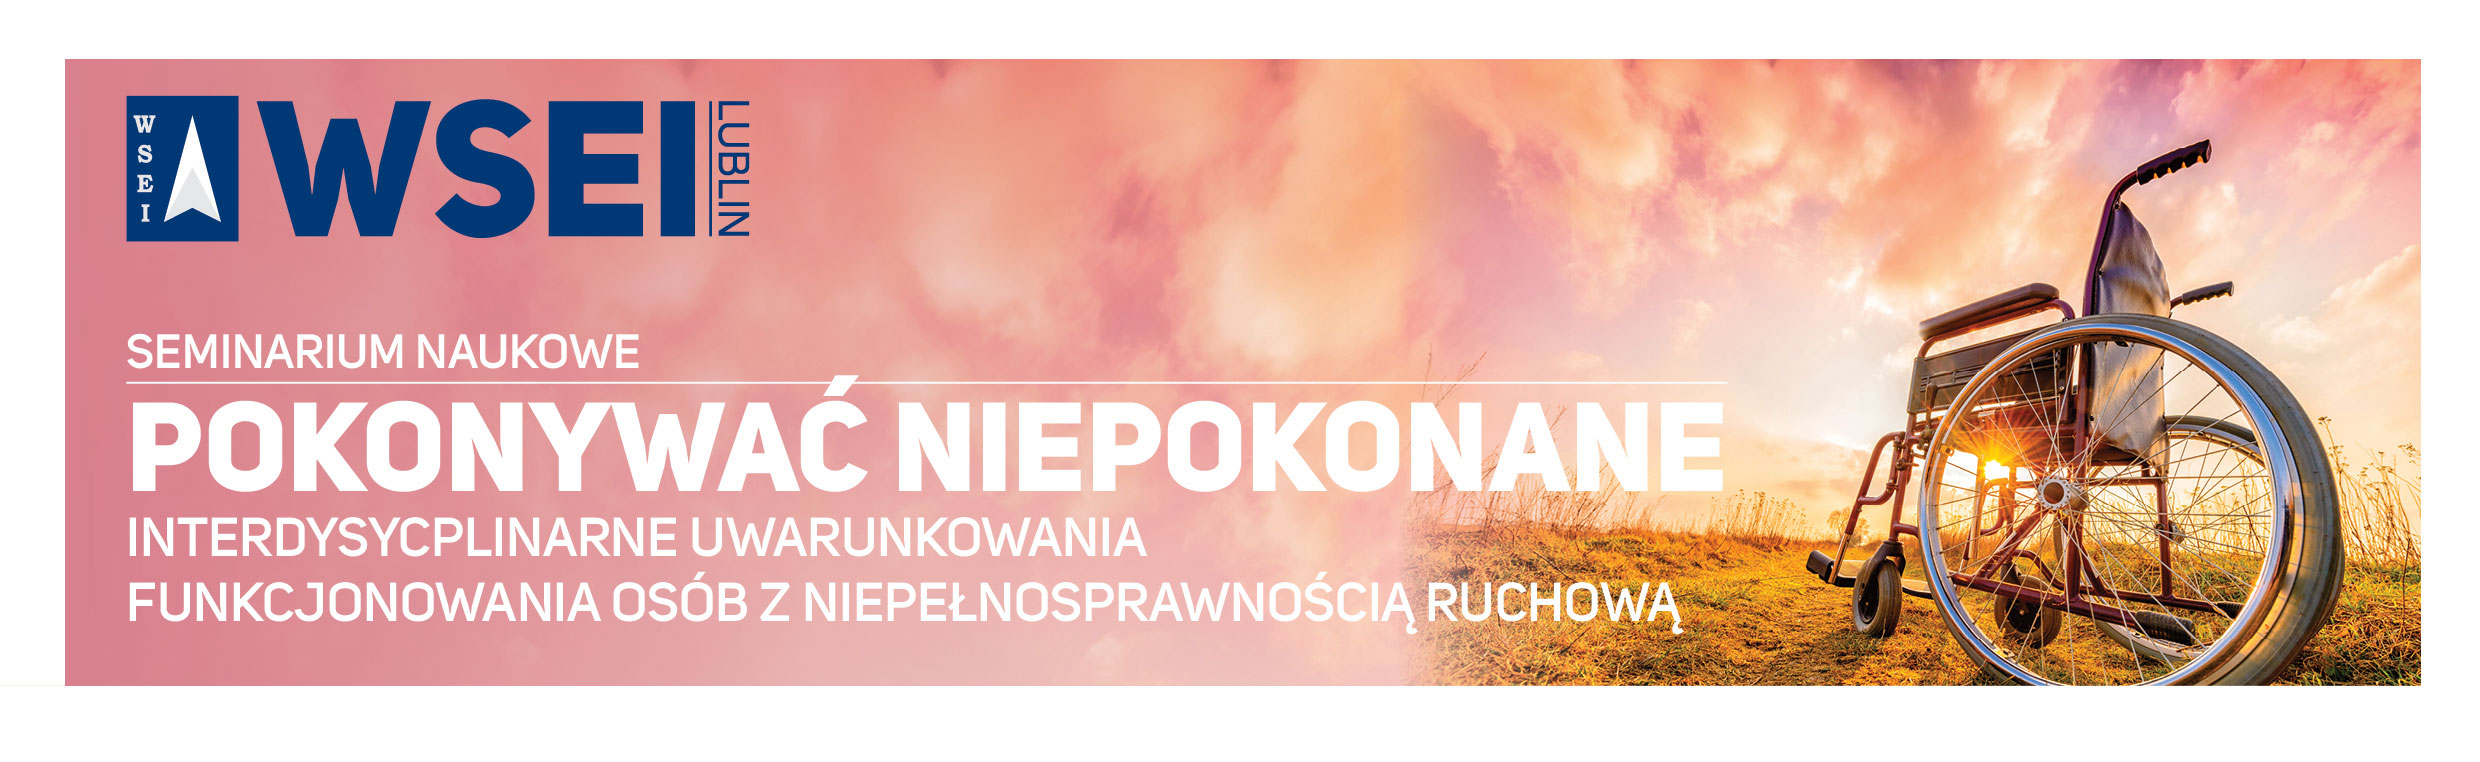 WSEI
WSEI
LUBLIN
SEMINARIUM NAUKOWE
POKONYWAĆ NIEPOKONANE
INTERDYSYCPLINARNE UWARUNKOWANIA
FUNKCJONOWANIA OSÓB Z NIEPEŁNOSPRAWNOŚCIĄ RUCHOWĄ